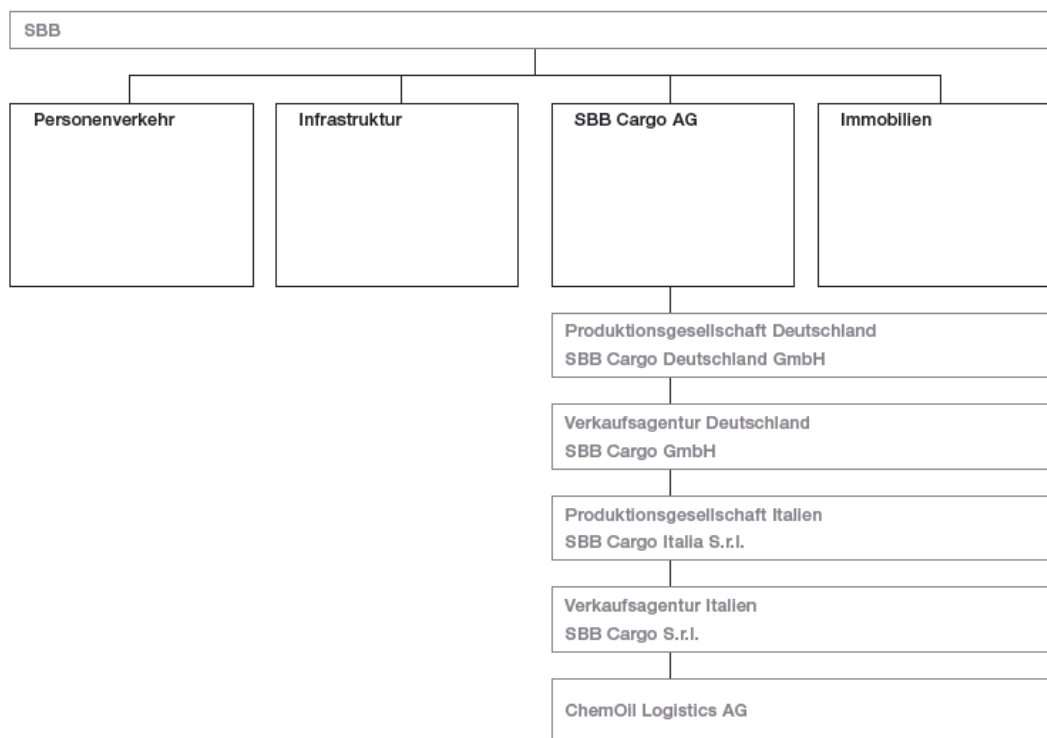 SBB
Personenverkehr
Infrastruktur
SBB Cargo AG
Immobilien
Produktionsgesellschaft Deutschland
SBB Cargo Deutschland GmbH
Verkaufsagentur Deutschland
SBB Cargo GmbH
Produktionsgesellschaft Italien
SBB Cargo Italia S.r.l.
Verkaufsagentur Italien
SBB Cargo S.r.l.
ChemOil Logistics AG